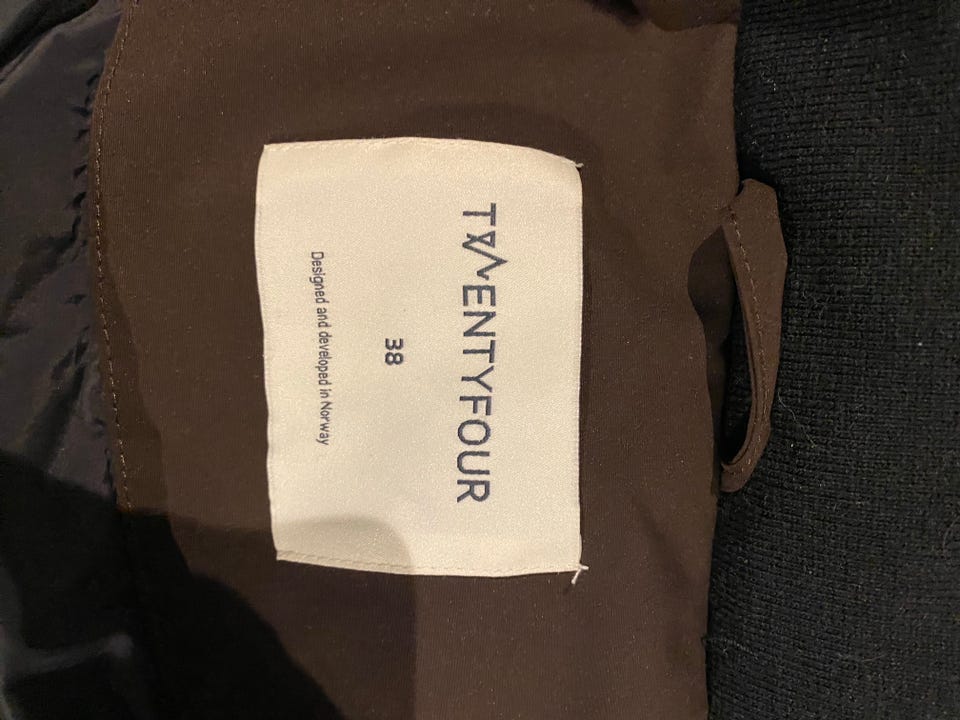 TWENTYFOUR
38
Designed and developed in Norway